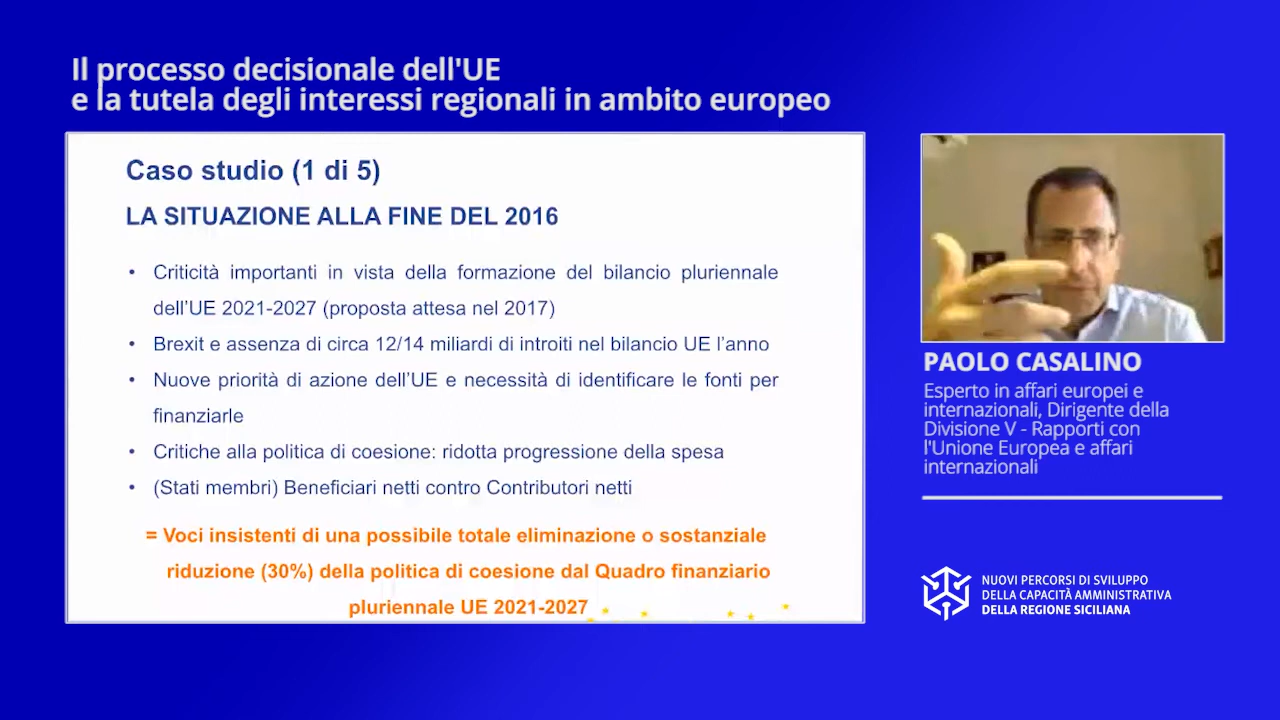 Il processo decisionale dell'UE
e la tutela degli interessi regionali in ambito europeo
Caso studio (1 di 5)
LA SITUAZIONE ALLA FINE DEL 2016
• Criticità importanti in vista della formazione del bilancio pluriennale
dell’UE 2021-2027 (proposta attesa nel 2017)
• Brexit e assenza di circa 12/14 miliardi di introiti nel bilancio UE l’anno
• Nuove priorità di azione dell’UE e necessità di identificare le fonti per
finanziarle
• Critiche alla politica di coesione: ridotta progressione della spesa
• (Stati membri) Beneficiari netti contro Contributori netti
= Voci insistenti di una possibile totale eliminazione o sostanziale
riduzione (30%) della politica di coesione dal Quadro finanziario
pluriennale UE 2021-2027
PAOLO CASALINO
Esperto in affari europei e
internazionali, Dirigente della
Divisione V - Rapporti con
l'Unione Europea e affari
internazionali
NUOVI PERCORSI DI SVILUPPO
DELLA CAPACITÀ AMMINISTRATIVA
DELLA REGIONE SICILIANA